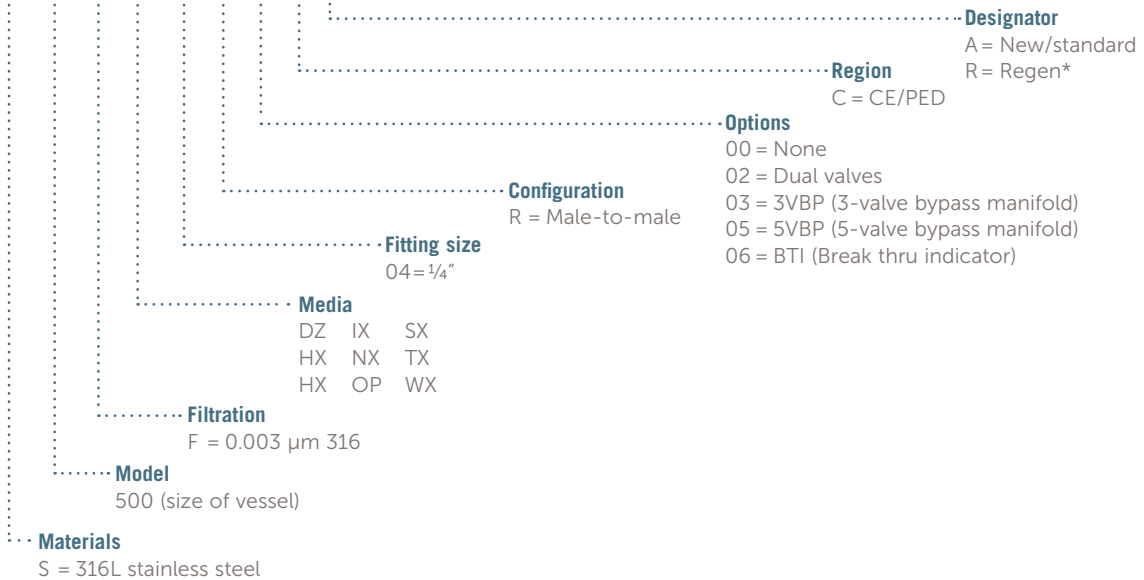 Designator
A = New/standard
R = Regen*
Region
C = CE/PED
Options
00 = None
02 = Dual valves
03 = 3VBP (3-valve bypass manifold)
05 = 5VBP (5-valve bypass manifold)
06 = BTI (Break thru indicator)
Configuration
R = Male-to-male
Fitting size
04=¼"
Media
DZ IX SX
HX NX TX
HX OP WX
Filtration
F = 0.003 µm 316
Model
500 (size of vessel)
Materials
S = 316L stainless steel